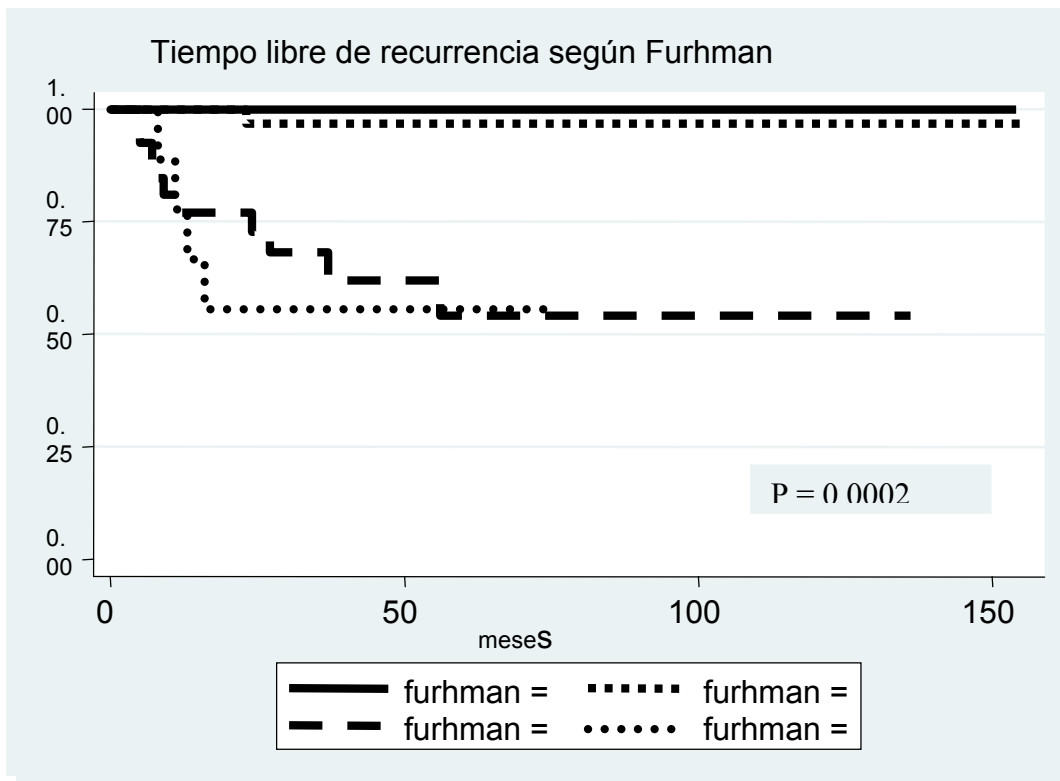 Tiempo libre de recurrencia según Furhman
1.
00
0.
75
0.
50
0.
25
0.
00
P = 0.0002
0 50 100 150
meseS
furhman = furhman =
furhman = furhman =